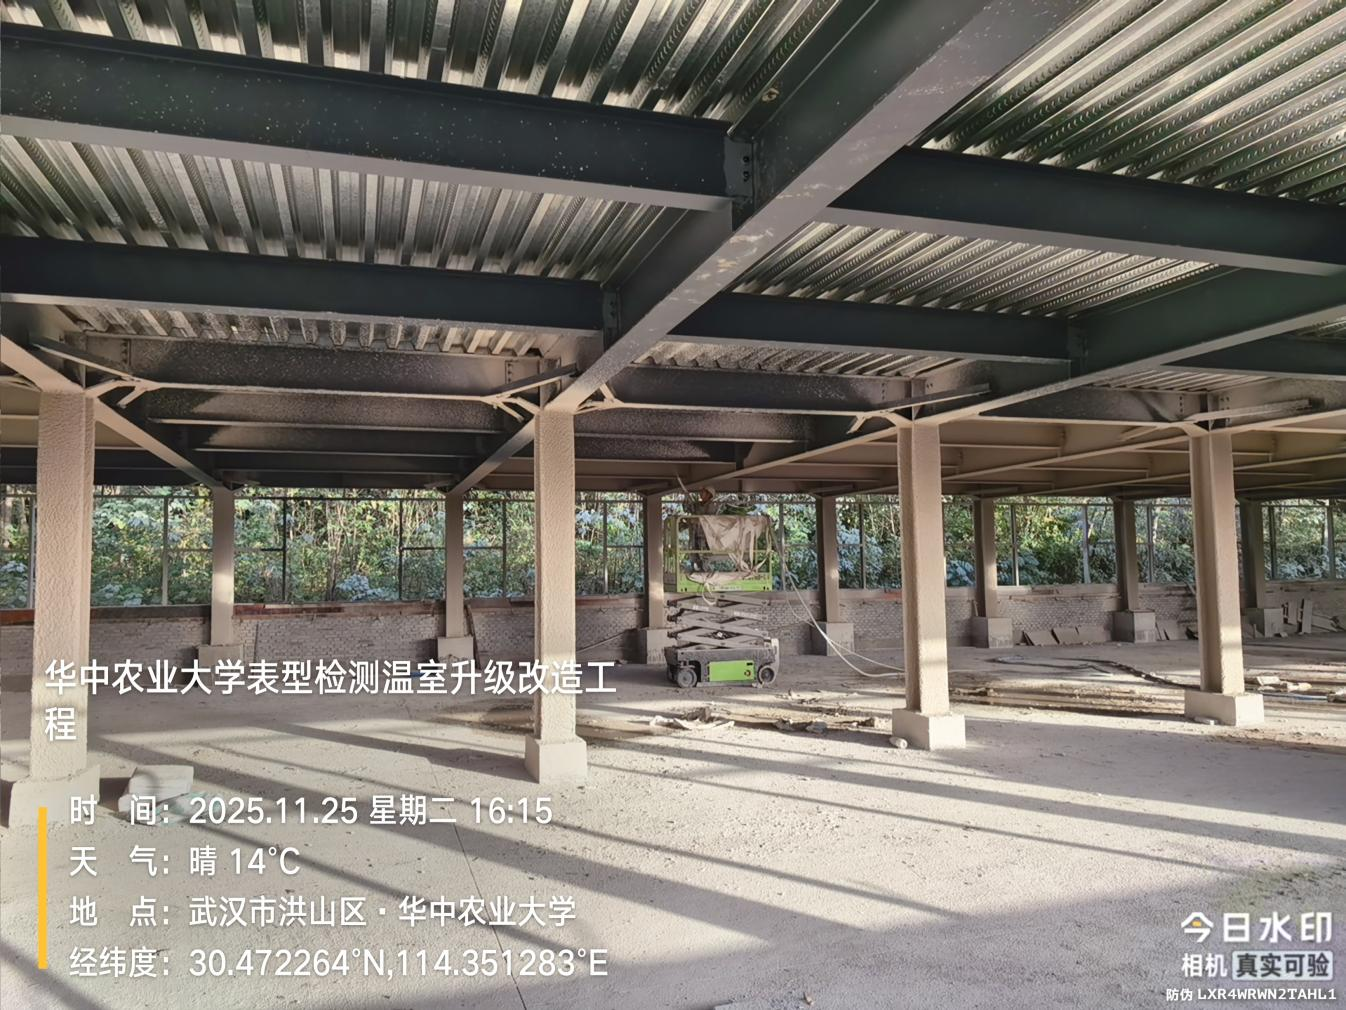 华中农业大学表型检测温室升级改造工
程
时 间：2025.11.25 星期二 16:15
天 气：晴 14°C
地 点：武汉市洪山区·华中农业大学
经纬度：30.472264°N,114.351283°E
今日水印
相机 真实可验
防伪 LXR4WRWN2TAHL1